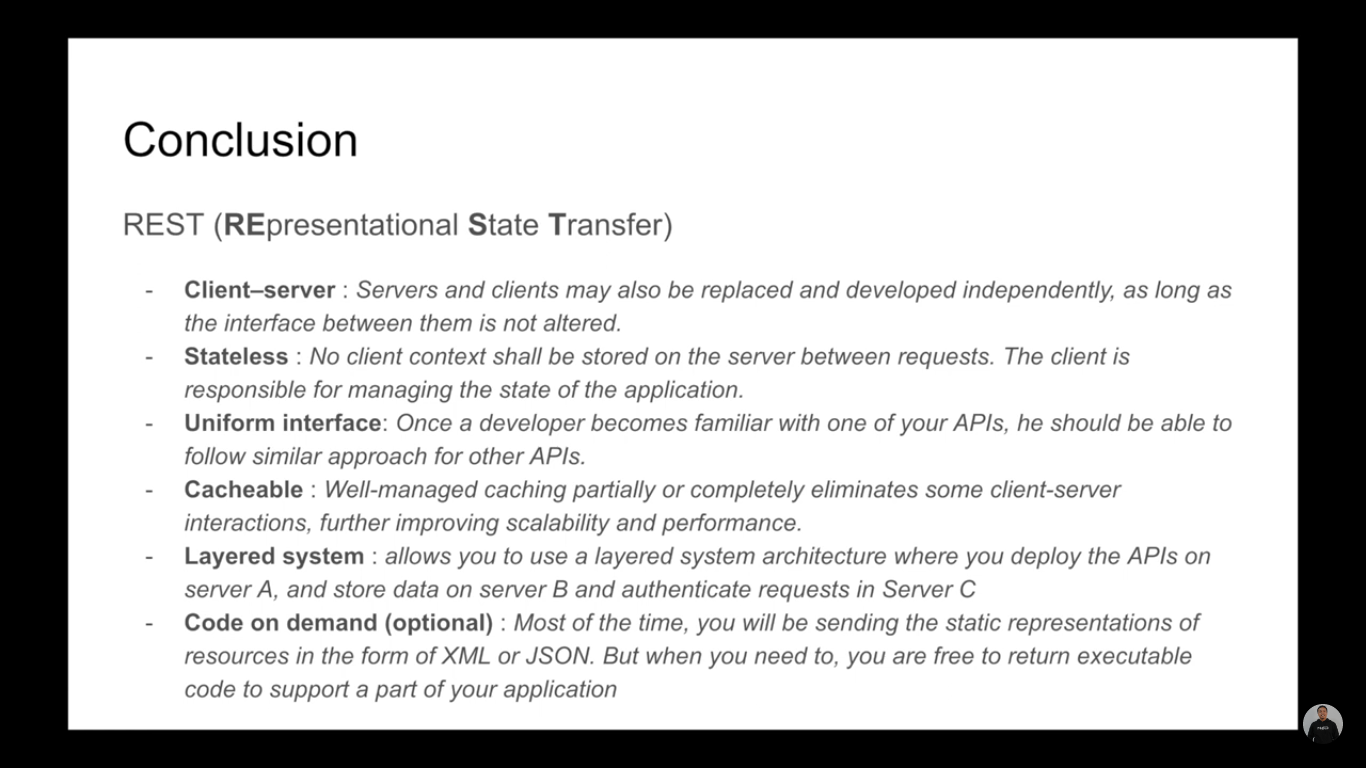 Conclusion
REST (REpresentational State Transfer)
- Client–server : Servers and clients may also be replaced and developed independently, as long as
the interface between them is not altered.
- Stateless : No client context shall be stored on the server between requests. The client is
responsible for managing the state of the application.
- Uniform interface: Once a developer becomes familiar with one of your APIs, he should be able to
follow similar approach for other APIs.
- Cacheable : Well-managed caching partially or completely eliminates some client-server
interactions, further improving scalability and performance.
- Layered system : allows you to use a layered system architecture where you deploy the APIs on
server A, and store data on server B and authenticate requests in Server C
- Code on demand (optional) : Most of the time, you will be sending the static representations of
resources in the form of XML or JSON. But when you need to, you are free to return executable
code to support a part of your application